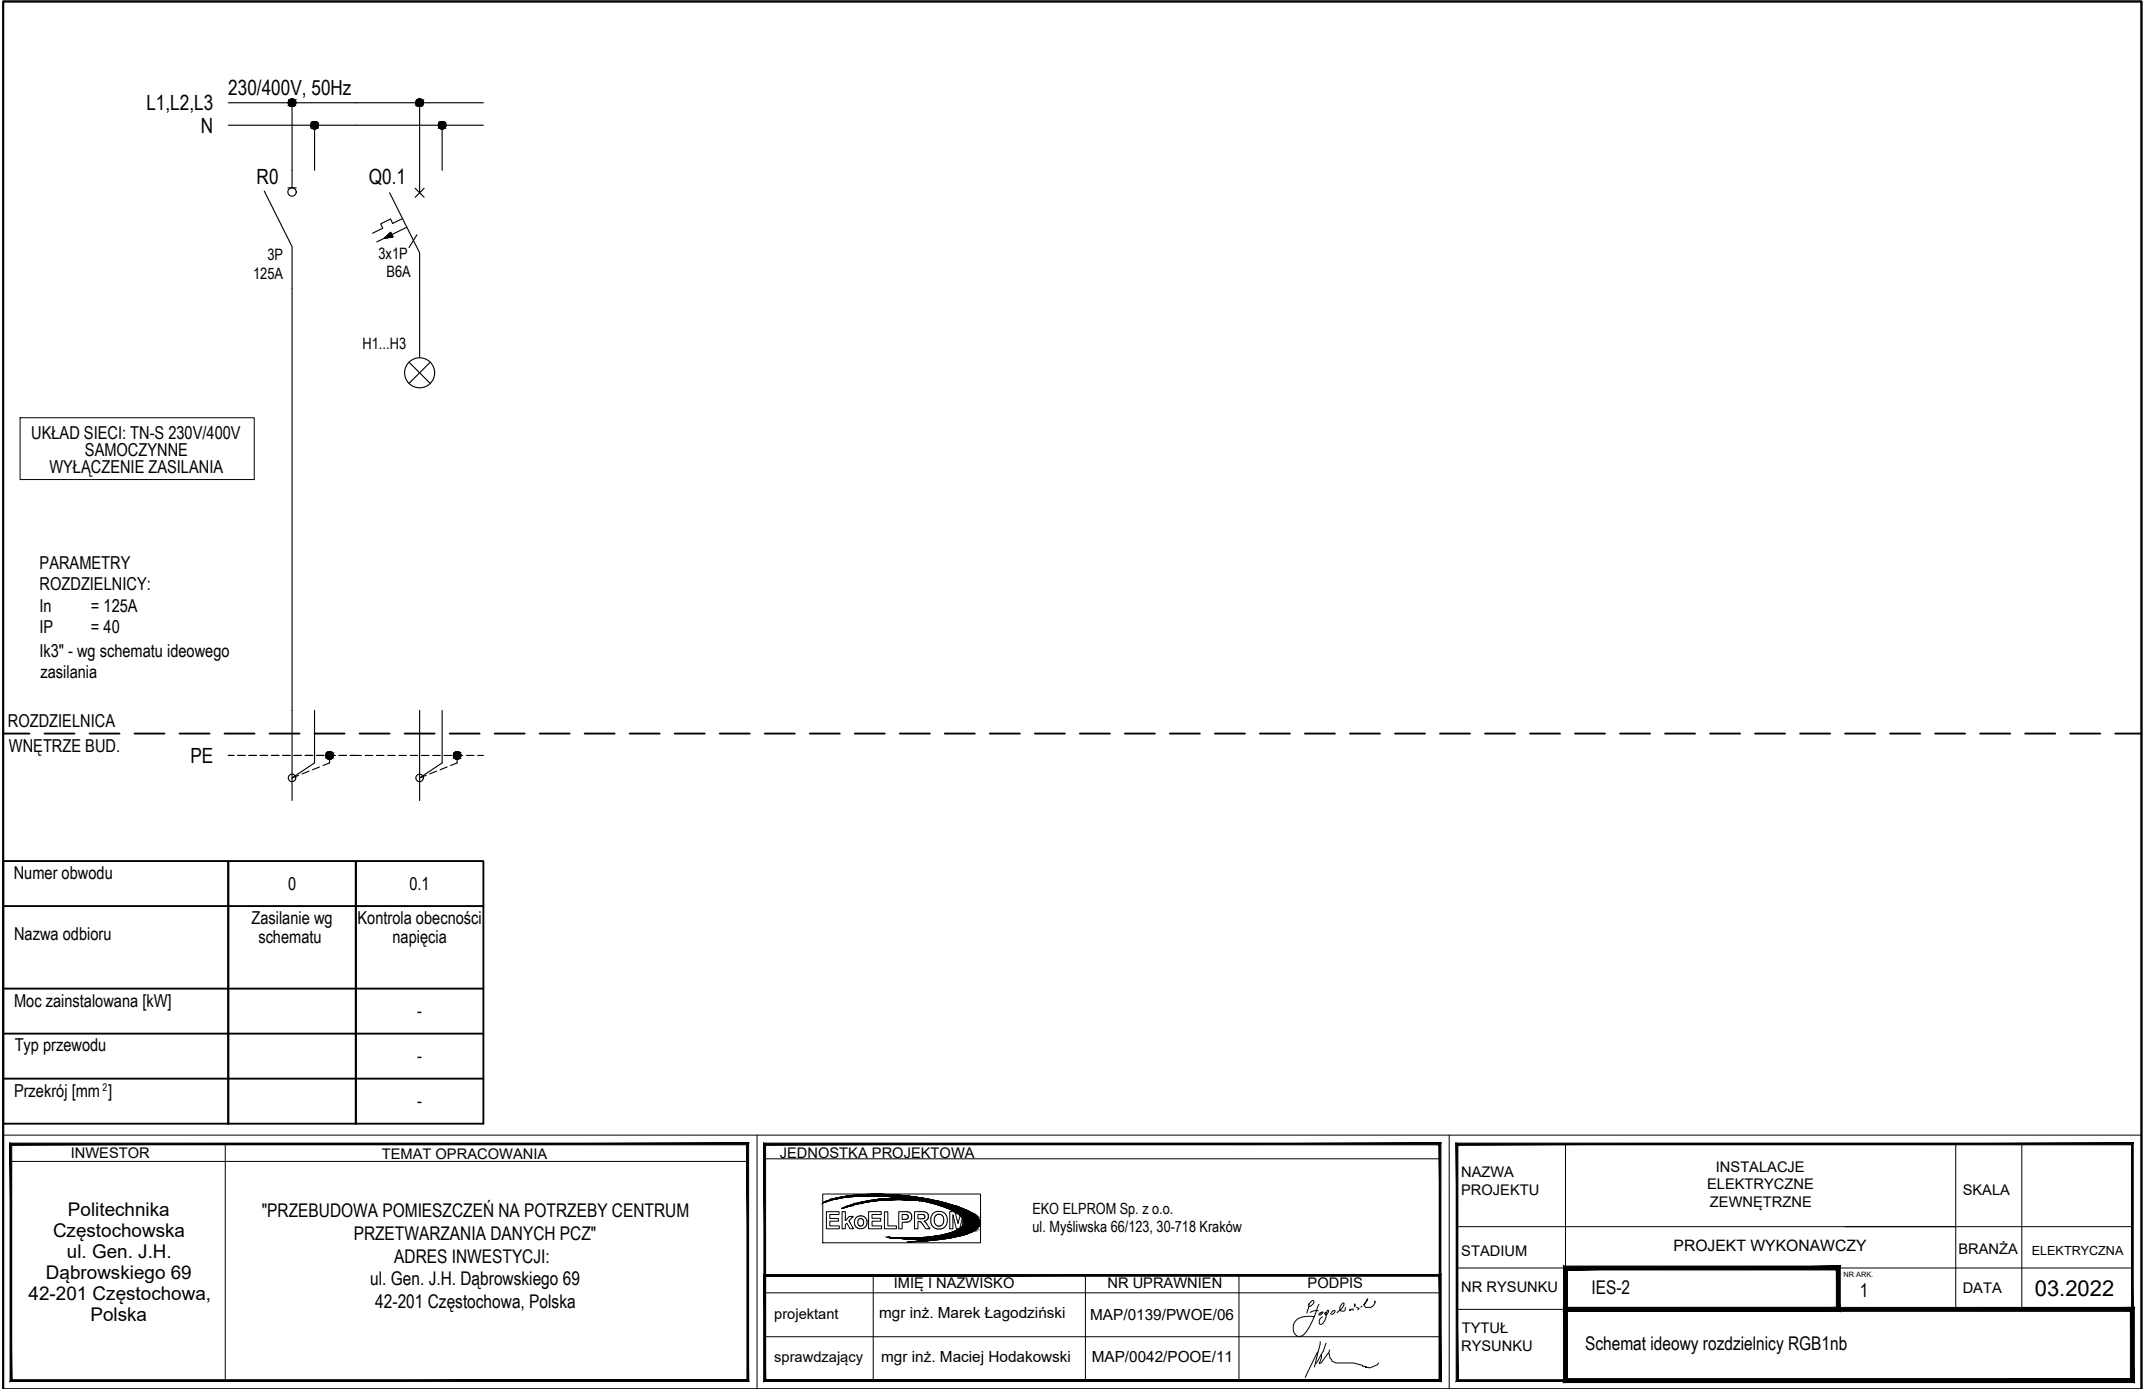 230/400V, 50Hz
L1,L2,L3
N
R0
Q0.1
3P
125A
3x1P
B6A
H1...H3
UKŁAD SIECI: TN-S 230V/400V
SAMOCZYNNE
WYŁĄCZENIE ZASILANIA
PARAMETRY
ROZDZIELNICY:
In = 125A
IP = 40
Ik3" - wg schematu ideowego
zasilania
ROZDZIELNICA
WNĘTRZE BUD.
PE
Numer obwodu 0 0.1
Nazwa odbioru
Zasilanie wg
schematu
Kontrola obecności
napięcia
Moc zainstalowana [kW] -
Typ przewodu -
Przekrój [mm²] -
INWESTOR
Politechnika
Częstochowska
ul. Gen. J.H.
Dąbrowskiego 69
42-201 Częstochowa,
Polska
TEMAT OPRACOWANIA
"PRZEBUDOWA POMIESZCZEŃ NA POTRZEBY CENTRUM
PRZETWARZANIA DANYCH PCZ"
ADRES INWESTYCJI:
ul. Gen. J.H. Dąbrowskiego 69
42-201 Częstochowa, Polska
JEDNOSTKA PROJEKTOWA
EkoELPROM
EKO ELPROM Sp. z o.o.
ul. Myśliwska 66/123, 30-718 Kraków
IMIĘ I NAZWISKO NR UPRAWNIEŃ PODPIS
projektant mgr inż. Marek Łagodziński MAP/0139/PWOE/06
sprawdzający mgr inż. Maciej Hodakowski MAP/0042/POOE/11
NAZWA
PROJEKTU
INSTALACJE
ELEKTRYCZNE
ZEWNĘTRZNE
SKALA
STADIUM PROJEKT WYKONAWCZY BRANŻA ELEKTRYCZNA
NR RYSUNKU IES-2 NR ARK. 1 DATA 03.2022
TYTUŁ
RYSUNKU
Schemat ideowy rozdzielnicy RGB1nb